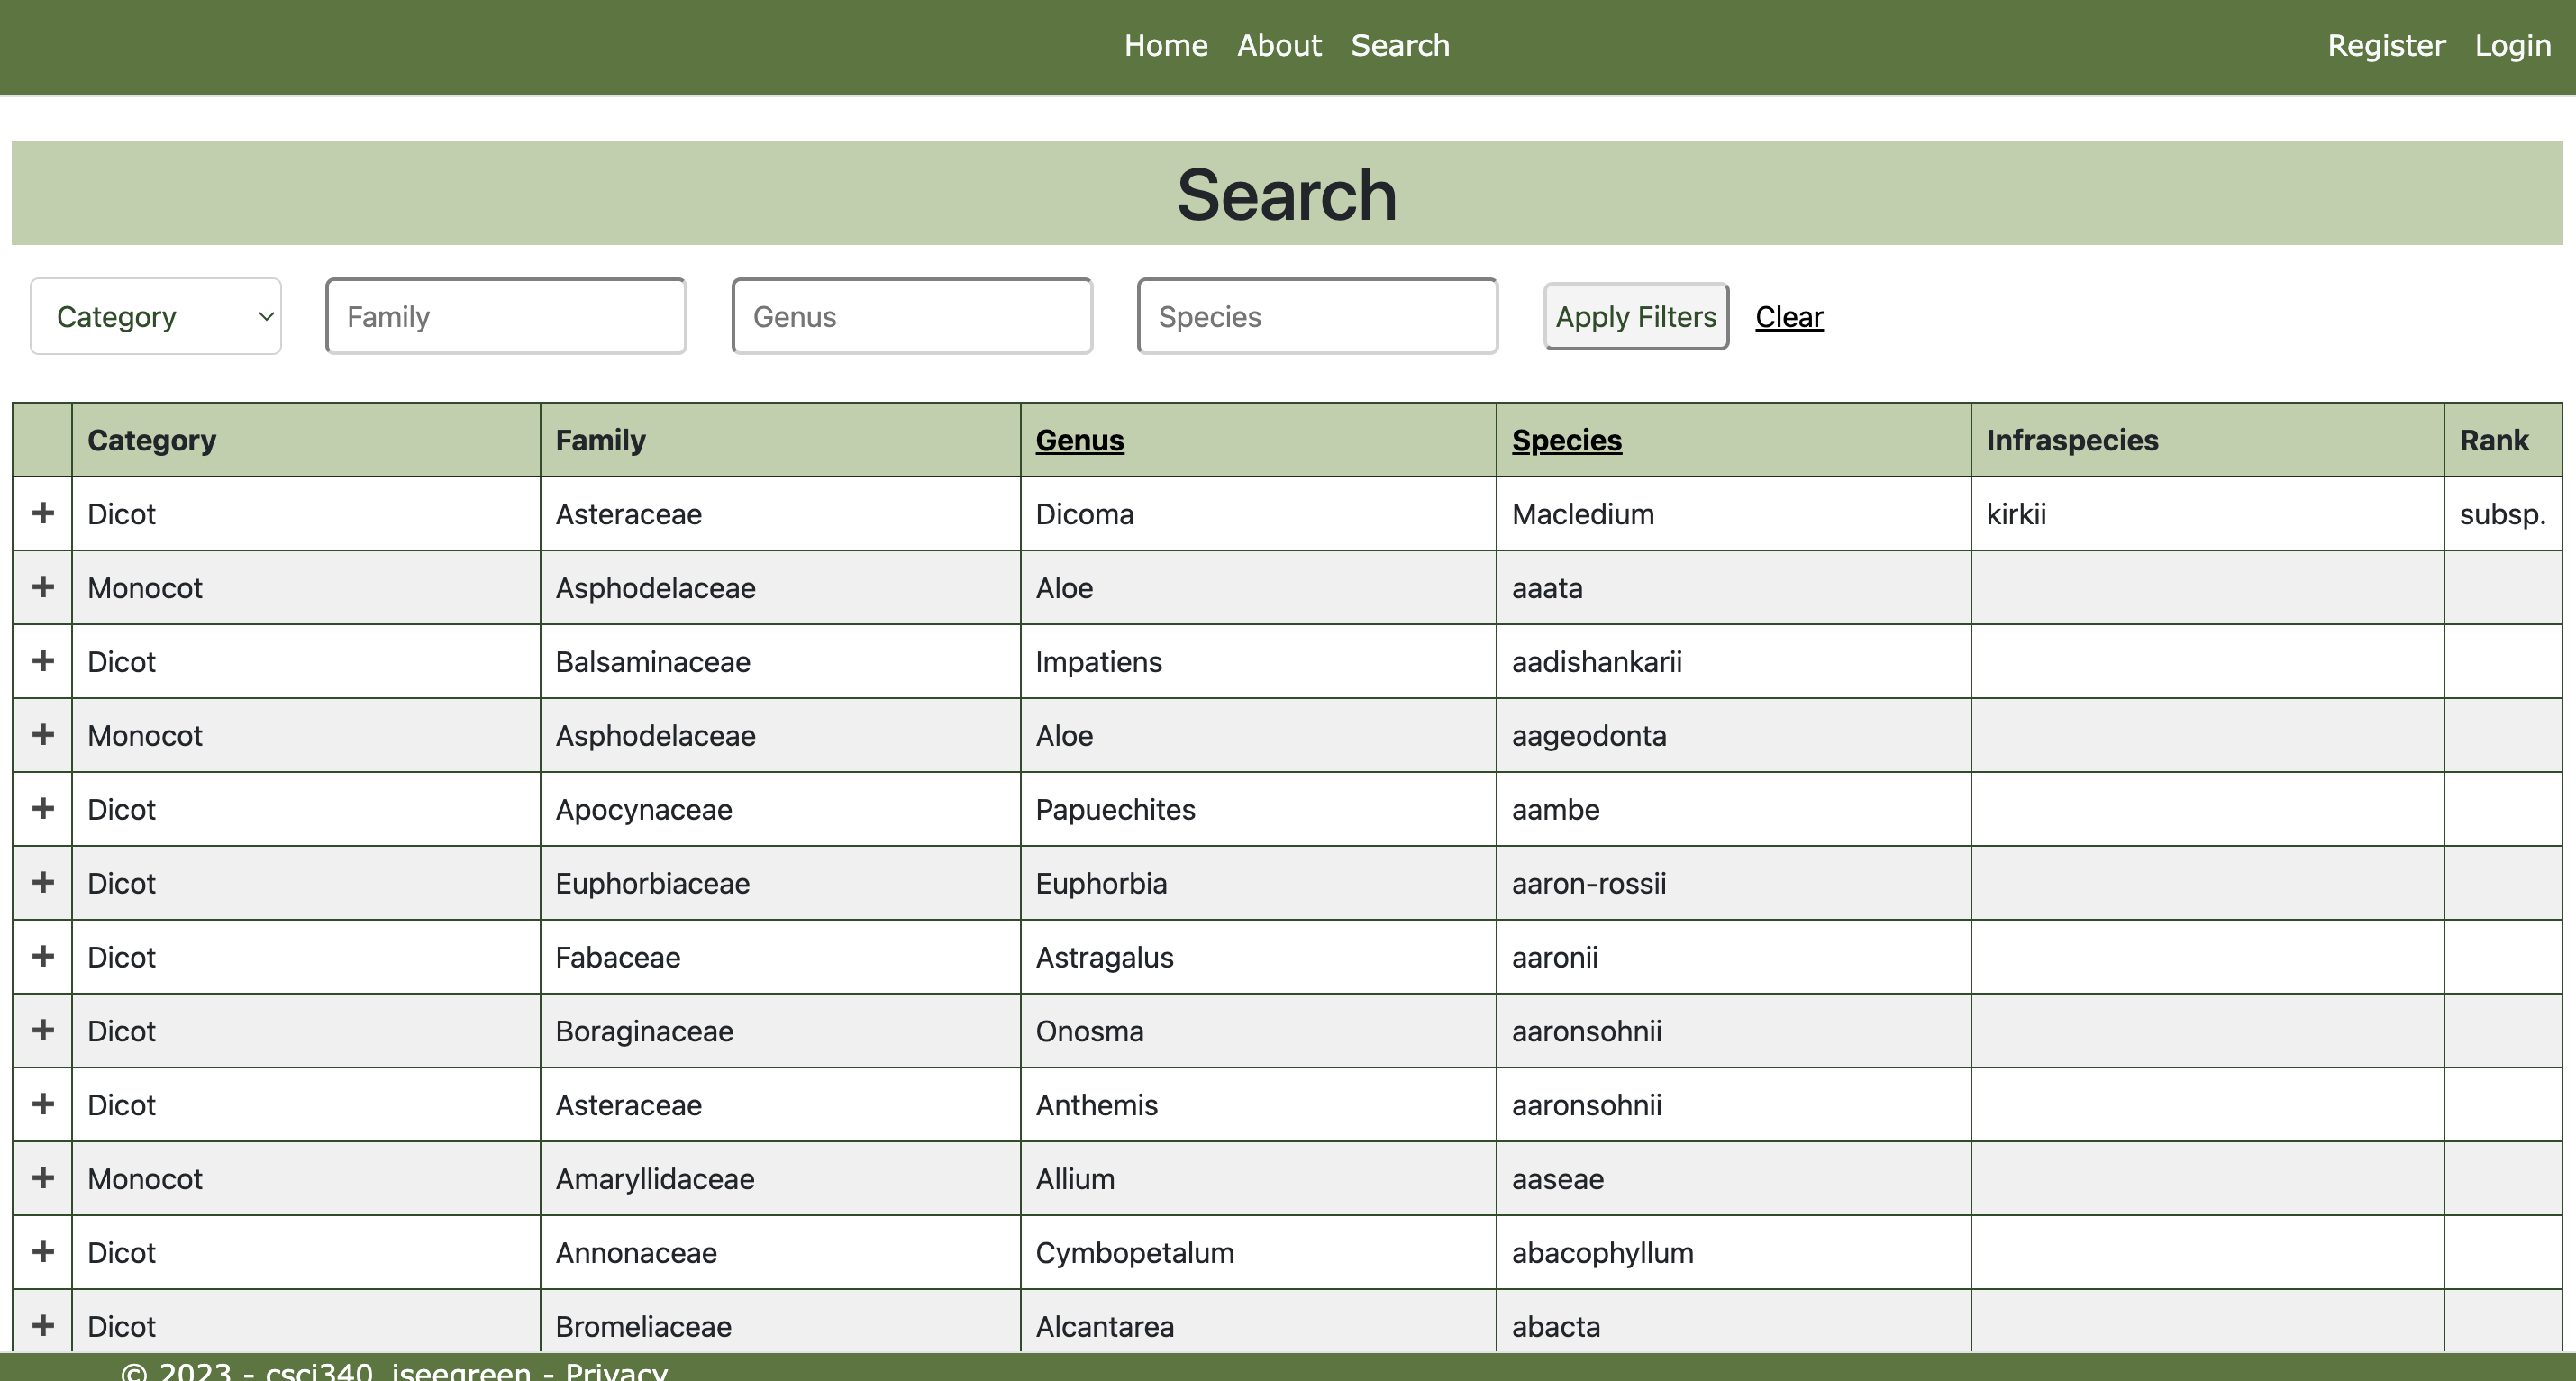 Home About Search Register Login
Search
Category Family Genus Species Apply Filters Clear
Category Family Genus Species Infraspecies Rank
+ Dicot Asteraceae Dicoma Macledium kirkii subsp.
+ Monocot Asphodelaceae Aloe aaata
+ Dicot Balsaminaceae Impatiens aadishankarii
+ Monocot Asphodelaceae Aloe aageodonta
+ Dicot Apocynaceae Papuechites aambe
+ Dicot Euphorbiaceae Euphorbia aaron-rossii
+ Dicot Fabaceae Astragalus aaronii
+ Dicot Boraginaceae Onosma aaronsohnii
+ Dicot Asteraceae Anthemis aaronsohnii
+ Monocot Amaryllidaceae Allium aaseae
+ Dicot Annonaceae Cymbopetalum abacophyllum
+ Dicot Bromeliaceae Alcantarea abacta
© 2023 - csci340_iseegreen - Privacy